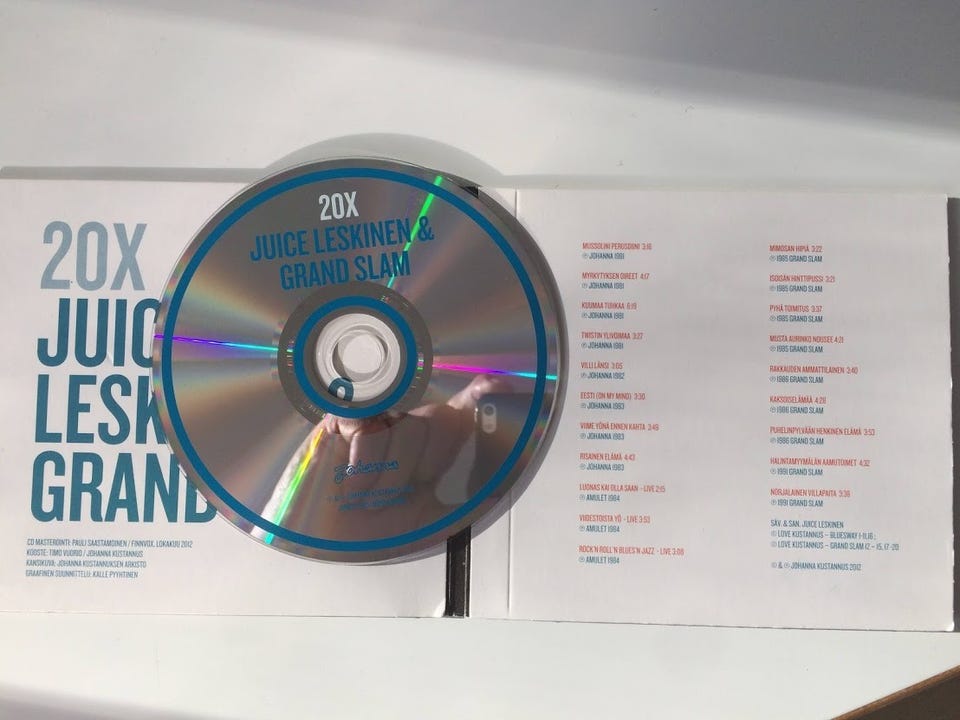 20X
JUIC
LESK
GRAND
CD MASTEROINTI: PAULI SAASTAMOINEN / FINNVOX, LOKAKUU 2012
KOOSTE: TIMO VUORIO / JOHANNA KUSTANNUS
KANSIKUVA: JOHANNA KUSTANNUKSEN ARKISTO
GRAAFINEN SUUNNITTELU: KALLE PYYHTINEN
20X
JUICE LESKINEN &
GRAND SLAM
Johanna
MUSSOLINI PERUSDIINI 3:16
℗ JOHANNA 1981
MYRKYTYKSEN OIREET 4:17
℗ JOHANNA 1981
KUUMAA TUHKAA 6:19
℗ JOHANNA 1981
TWISTIN YLIVOIMAA 3:27
℗ JOHANNA 1981
VILLI LÄNSI 3:05
℗ JOHANNA 1982
EESTI (ON MY MIND) 3:30
℗ JOHANNA 1983
VIIME YÖNÄ ENNEN KAHTA 3:49
℗ JOHANNA 1983
RISAINEN ELÄMÄ 4:43
℗ JOHANNA 1983
LUONAS KAI OLLA SAAN - LIVE 2:15
℗ AMULET 1984
VIIDESTOISTA YÖ - LIVE 3:53
℗ AMULET 1984
ROCK'N ROLL'N BLUES'N JAZZ - LIVE 3:08
℗ AMULET 1984
MIMOSAN HIPIÄ 3:22
℗ 1985 GRAND SLAM
ISOISÄN HINTTIPUSSI 3:21
℗ 1985 GRAND SLAM
PYHÄ TOIMITUS 3:37
℗ 1985 GRAND SLAM
MUSTA AURINKO NOUSEE 4:21
℗ 1985 GRAND SLAM
RAKKAUDEN AMMATTILAINEN 3:40
℗ 1986 GRAND SLAM
KAKSOISELÄMÄÄ 4:28
℗ 1986 GRAND SLAM
PUHELINPYLVÄÄN HENKINEN ELÄMÄ 3:53
℗ 1986 GRAND SLAM
HALINTAMYYMÄLÄN AAMUTOIMET 4:32
℗ 1991 GRAND SLAM
NORJALAINEN VILLAPAITA 3:36
℗ 1991 GRAND SLAM
SÄV. & SAN. JUICE LESKINEN
© LOVE KUSTANNUS – BLUESWAY 1-11,16 ;
© LOVE KUSTANNUS – GRAND SLAM 12 – 15, 17-20
© & ℗ JOHANNA KUSTANNUS 2012